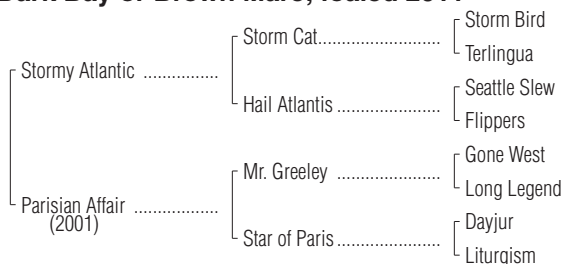 Dark Bay or Brown Mare; foaled
Storm Bird
Storm Cat..........................
Terlingua
Stormy Atlantic ................
Seattle Slew
Hail Atlantis ......................
Flippers
Gone West
Mr. Greeley ......................
Long Legend
Parisian Affair ..................
(2001)
Dayjur
Star of Paris ......................
Liturgism